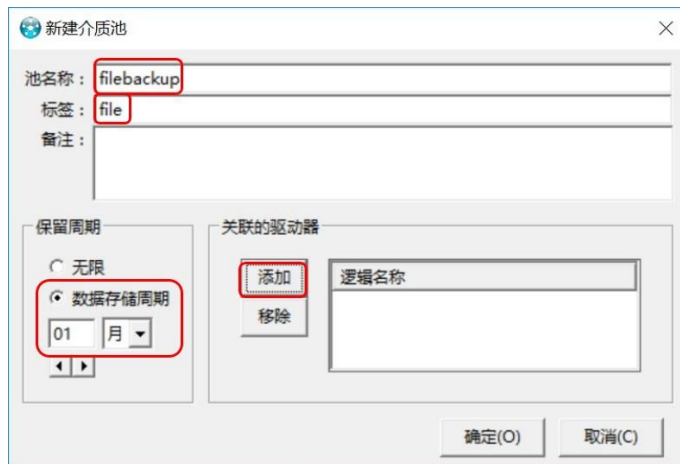 新建介质池
池名称：filebackup
标签：file
备注：
保留周期
无限
数据存储周期
01 月
关联的驱动器
添加
移除
逻辑名称
确定(O) 取消(C)